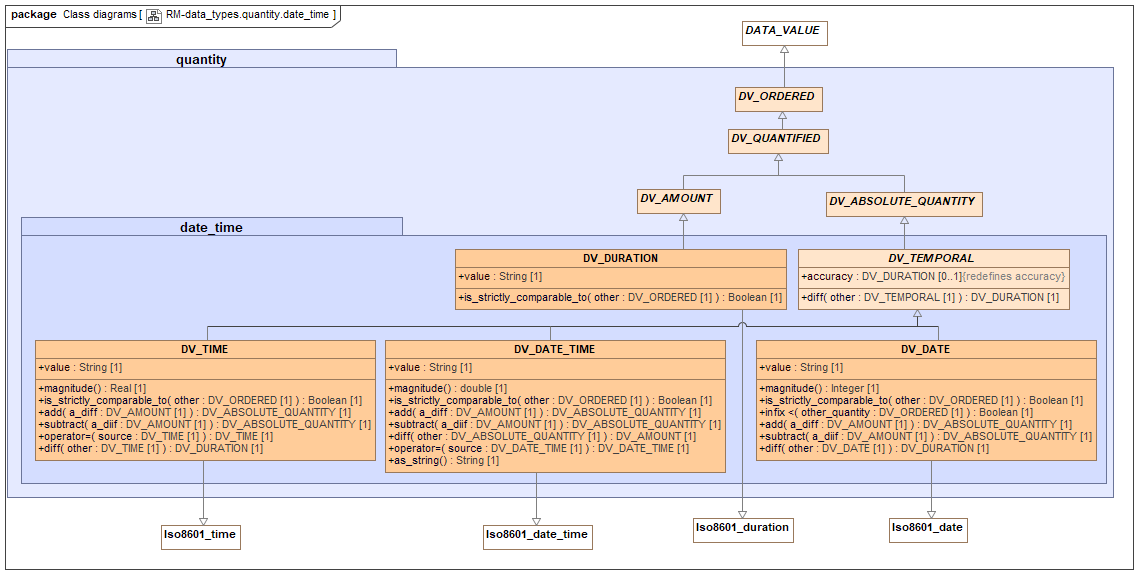 package Class diagrams [ RM-data_types.quantity.date_time ]
DATA_VALUE
quantity
DV_ORDERED
DV_QUANTIFIED
DV_AMOUNT
DV_ABSOLUTE_QUANTITY
date_time
DV_DURATION
+value : String [1]
+is_strictly_comparable_to( other : DV_ORDERED [1] ) : Boolean [1]
DV_TEMPORAL
+accuracy : DV_DURATION [0..1]{redefines accuracy}
+diff( other : DV_TEMPORAL [1] ) : DV_DURATION [1]
DV_TIME
+value : String [1]
+magnitude() : Real [1]
+is_strictly_comparable_to( other : DV_ORDERED [1] ) : Boolean [1]
+add( a_diff : DV_AMOUNT [1] ) : DV_ABSOLUTE_QUANTITY [1]
+subtract( a_diif : DV_AMOUNT [1] ) : DV_ABSOLUTE_QUANTITY [1]
+operator=( source : DV_TIME [1] ) : DV_TIME [1]
+diff( other : DV_TIME [1] ) : DV_DURATION [1]
DV_DATE_TIME
+value : String [1]
+magnitude() : double [1]
+is_strictly_comparable_to( other : DV_ORDERED [1] ) : Boolean [1]
+add( a_diff : DV_AMOUNT [1] ) : DV_ABSOLUTE_QUANTITY [1]
+subtract( a_diif : DV_AMOUNT [1] ) : DV_ABSOLUTE_QUANTITY [1]
+diff( other : DV_ABSOLUTE_QUANTITY [1] ) : DV_AMOUNT [1]
+operator=( source : DV_DATE_TIME [1] ) : DV_DATE_TIME [1]
+as_string() : String [1]
DV_DATE
+value : String [1]
+magnitude() : Integer [1]
+is_strictly_comparable_to( other : DV_ORDERED [1] ) : Boolean [1]
+infix <( other_quantity : DV_ORDERED [1] ) : Boolean [1]
+add( a_diff : DV_AMOUNT [1] ) : DV_ABSOLUTE_QUANTITY [1]
+subtract( a_diif : DV_AMOUNT [1] ) : DV_ABSOLUTE_QUANTITY [1]
+diff( other : DV_DATE [1] ) : DV_DURATION [1]
Iso8601_time
Iso8601_date_time
Iso8601_duration
Iso8601_date